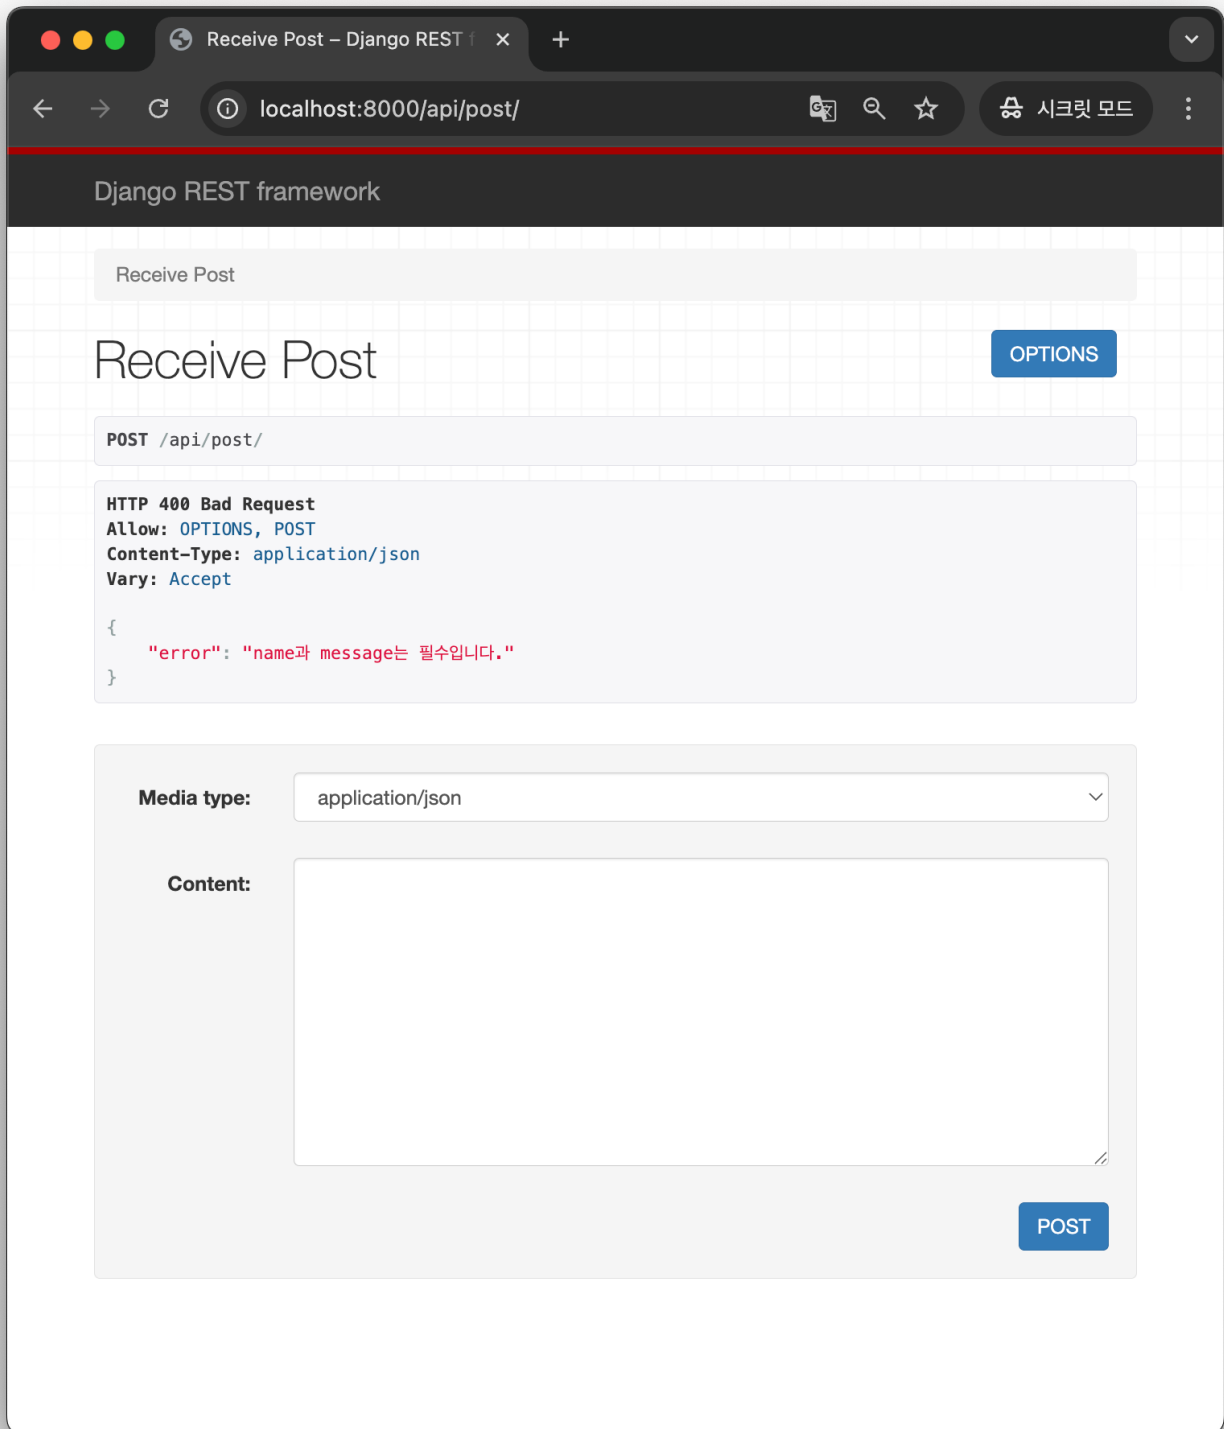 Receive Post – Django REST f
localhost:8000/api/post/
시크릿 모드
Django REST framework
Receive Post
Receive Post
OPTIONS
POST /api/post/
HTTP 400 Bad Request
Allow: OPTIONS, POST
Content-Type: application/json
Vary: Accept
{
    "error": "name과 message는 필수입니다."
}
Media type:
application/json
Content:
POST